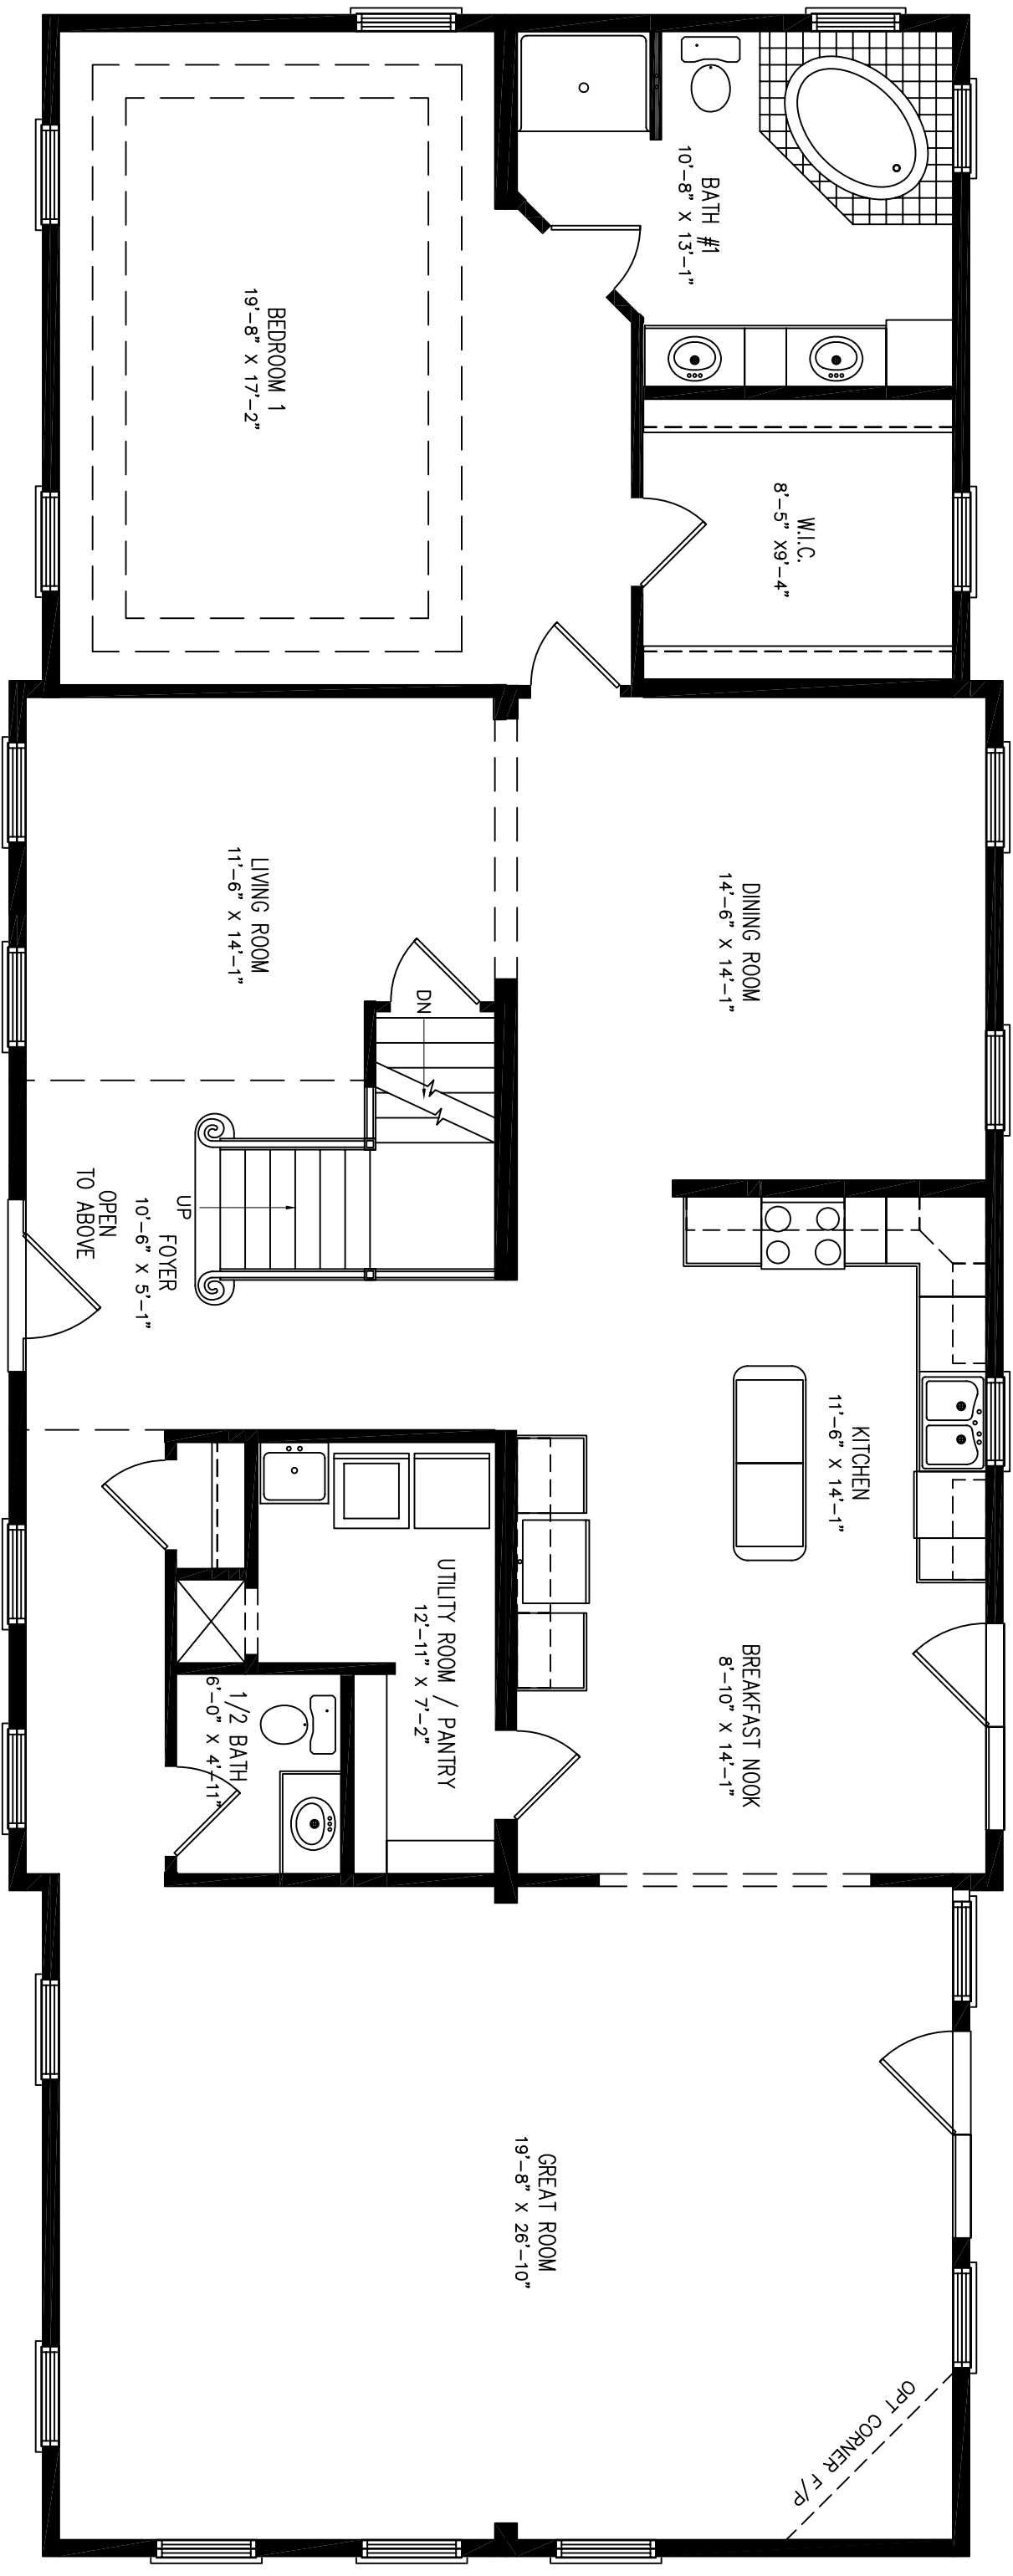 BATH #1
10'-8" X 13'-1"
BEDROOM 1
19'-8" X 17'-2"
W.I.C.
8'-5" X9'-4"
DINING ROOM
14'-6" X 14'-1"
LIVING ROOM
11'-6" X 14'-1"
DN
UP
FOYER
10'-6" X 5'-1"
OPEN
TO ABOVE
KITCHEN
11'-6" X 14'-1"
BREAKFAST NOOK
8'-10" X 14'-1"
UTILITY ROOM / PANTRY
12'-11" X 7'-2"
1/2 BATH
6'-0" X 4'-11"
GREAT ROOM
19'-8" X 26'-10"
OPT CORNER F/P